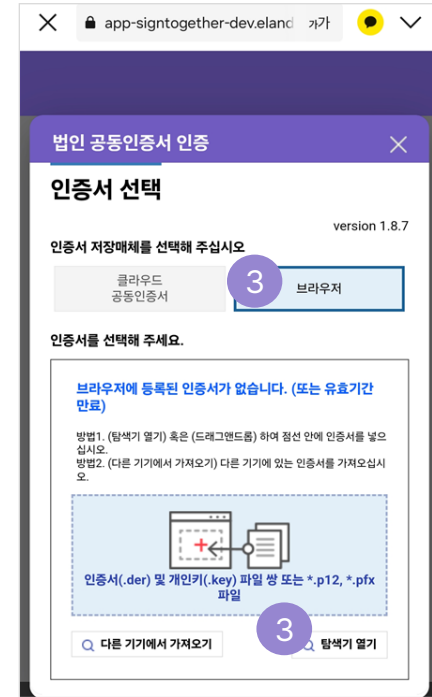 app-signtogether-dev.eland 가가
법인 공동인증서 인증
인증서 선택
version 1.8.7
인증서 저장매체를 선택해 주십시오
클라우드
공동인증서
3
브라우저
인증서를 선택해 주세요.
브라우저에 등록된 인증서가 없습니다. (또는 유효기간
만료)
방법1. (탐색기 열기) 혹은 (드래그앤드롭) 하여 점선 안에 인증서를 넣으
십시오.
방법2. (다른 기기에서 가져오기) 다른 기기에 있는 인증서를 가져오십시
오.
인증서(.der) 및 개인키(.key) 파일 쌍 또는 *.p12, *.pfx
파일
3
다른 기기에서 가져오기
탐색기 열기